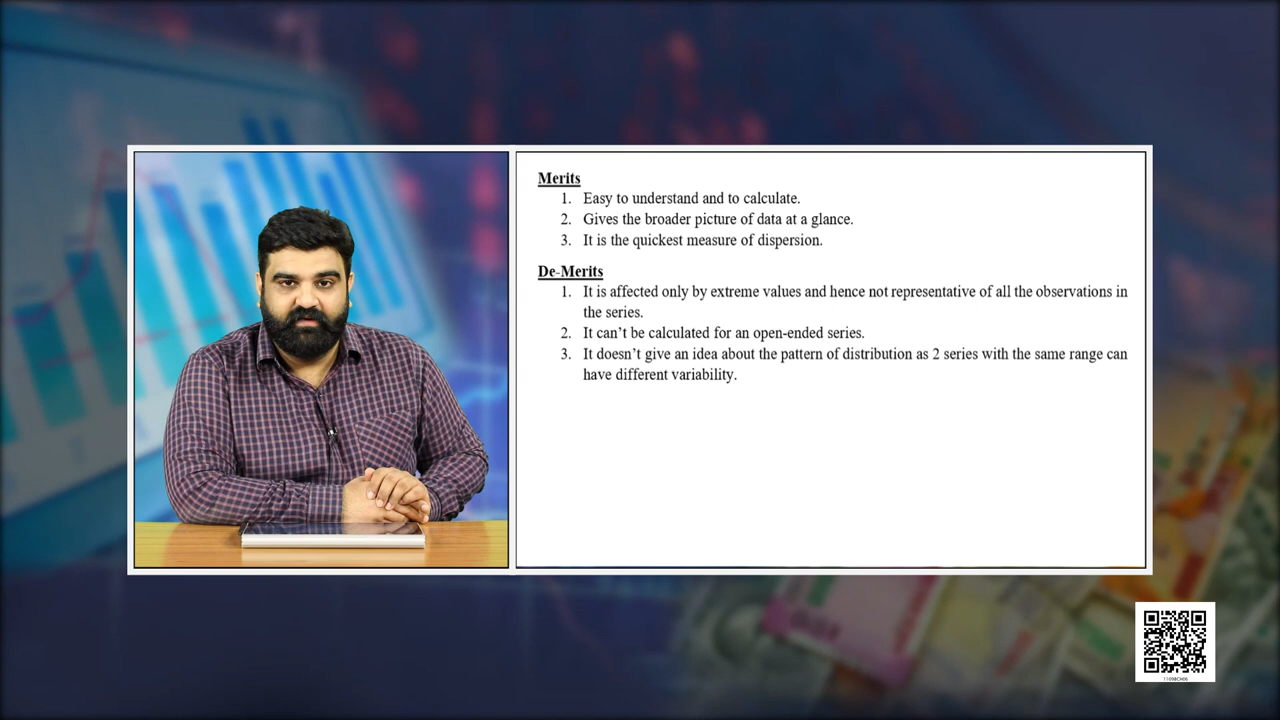 Merits
1. Easy to understand and to calculate.
2. Gives the broader picture of data at a glance.
3. It is the quickest measure of dispersion.
De-Merits
1. It is affected only by extreme values and hence not representative of all the observations in
the series.
2. It can’t be calculated for an open-ended series.
3. It doesn’t give an idea about the pattern of distribution as 2 series with the same range can
have different variability.